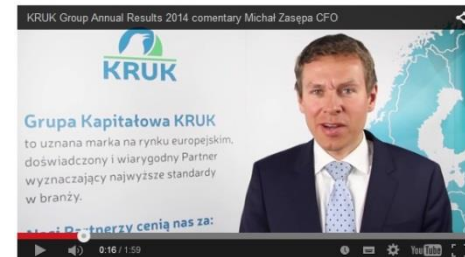 KRUK Group Annual Results 2014 comentary Michał Zasępa CFO
KRUK
Grupa Kapitałowa KRUK
to uznana marka na rynku europejskim,
doświadczony i wiarygodny Partner
wyznaczający najwyższe standardy
w branży.
Nasi Partnerzy cenią nas za:
0:16 / 1:59
YouTube